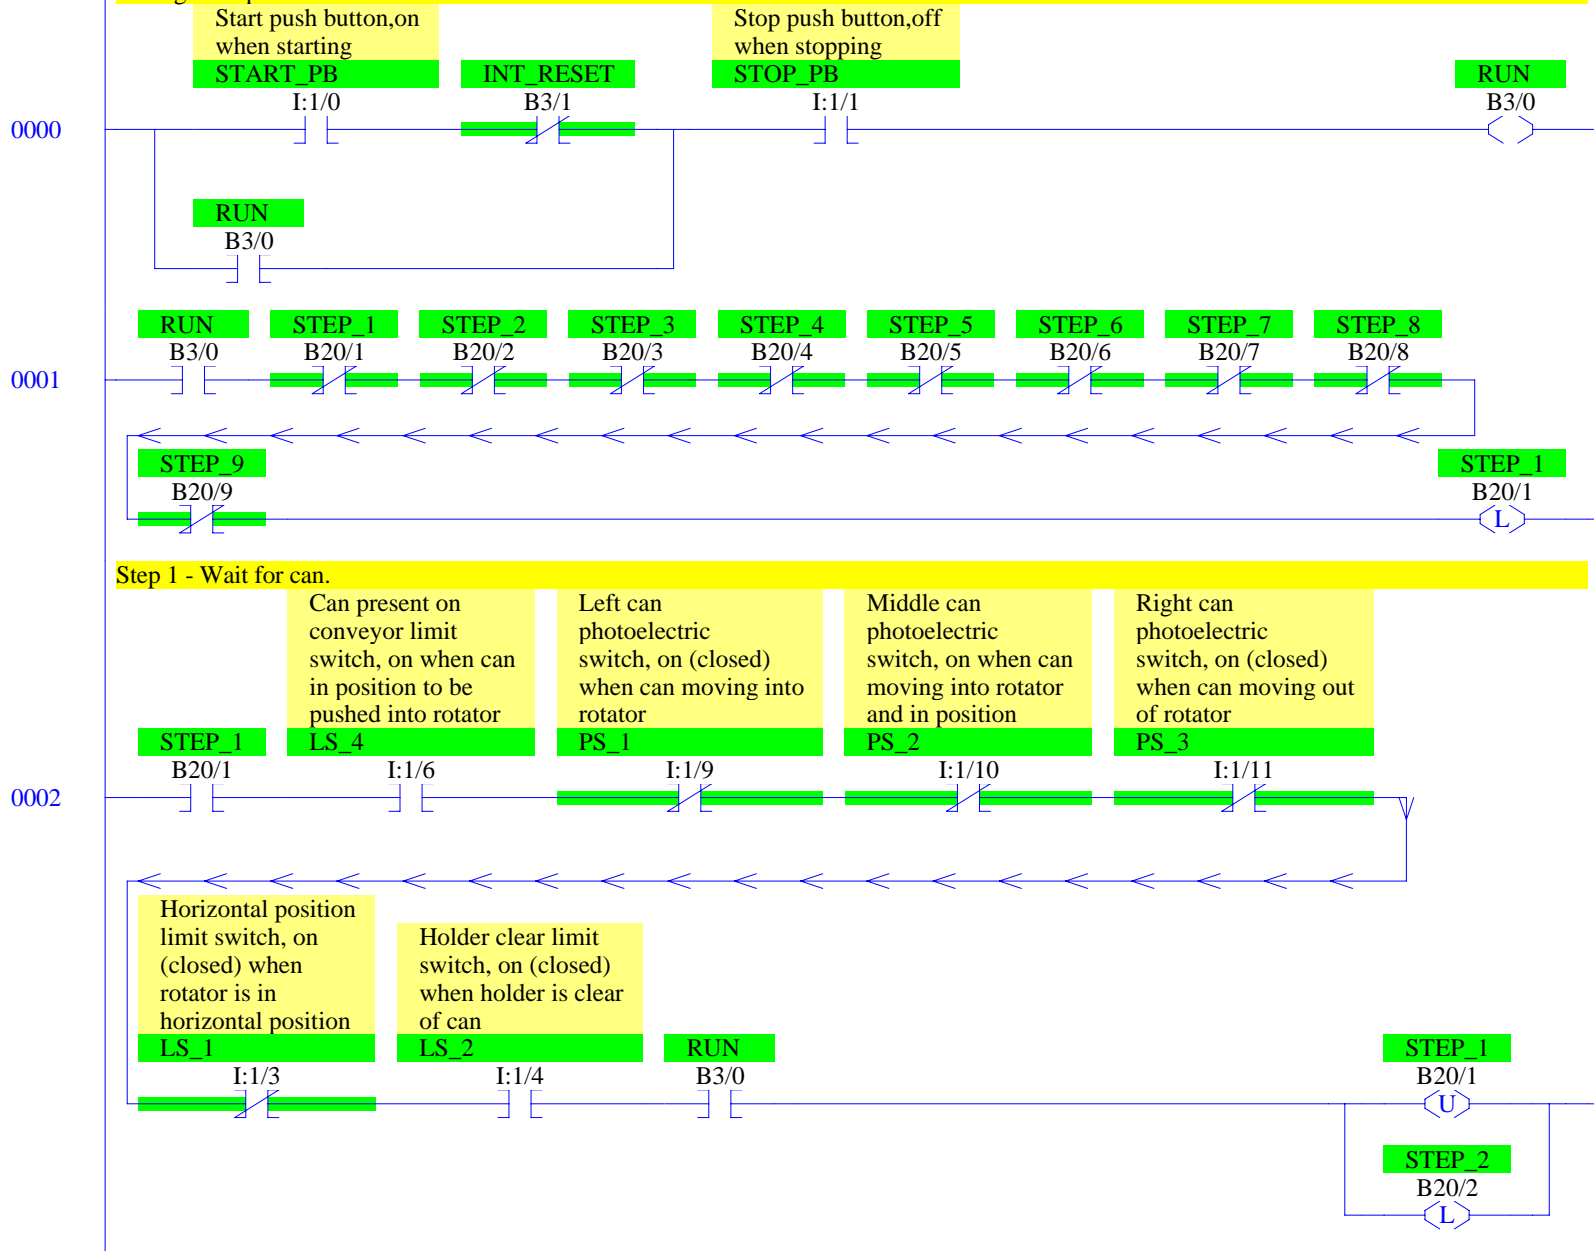 Start push button,on
when starting
START_PB
I:1/0
INT_RESET
B3/1
Stop push button,off
when stopping
STOP_PB
I:1/1
RUN
B3/0
0000
RUN
B3/0
RUN
B3/0
STEP_1
B20/1
STEP_2
B20/2
STEP_3
B20/3
STEP_4
B20/4
STEP_5
B20/5
STEP_6
B20/6
STEP_7
B20/7
STEP_8
B20/8
0001
STEP_9
B20/9
STEP_1
B20/1
L
Step 1 - Wait for can.
STEP_1
B20/1
Can present on
conveyor limit
switch, on when can
in position to be
pushed into rotator
LS_4
I:1/6
Left can
photoelectric
switch, on (closed)
when can moving into
rotator
PS_1
I:1/9
Middle can
photoelectric
switch, on when can
moving into rotator
and in position
PS_2
I:1/10
Right can
photoelectric
switch, on (closed)
when can moving out
of rotator
PS_3
I:1/11
0002
Horizontal position
limit switch, on
(closed) when
rotator is in
horizontal position
LS_1
I:1/3
Holder clear limit
switch, on (closed)
when holder is clear
of can
LS_2
I:1/4
RUN
B3/0
STEP_1
B20/1
U
STEP_2
B20/2
L